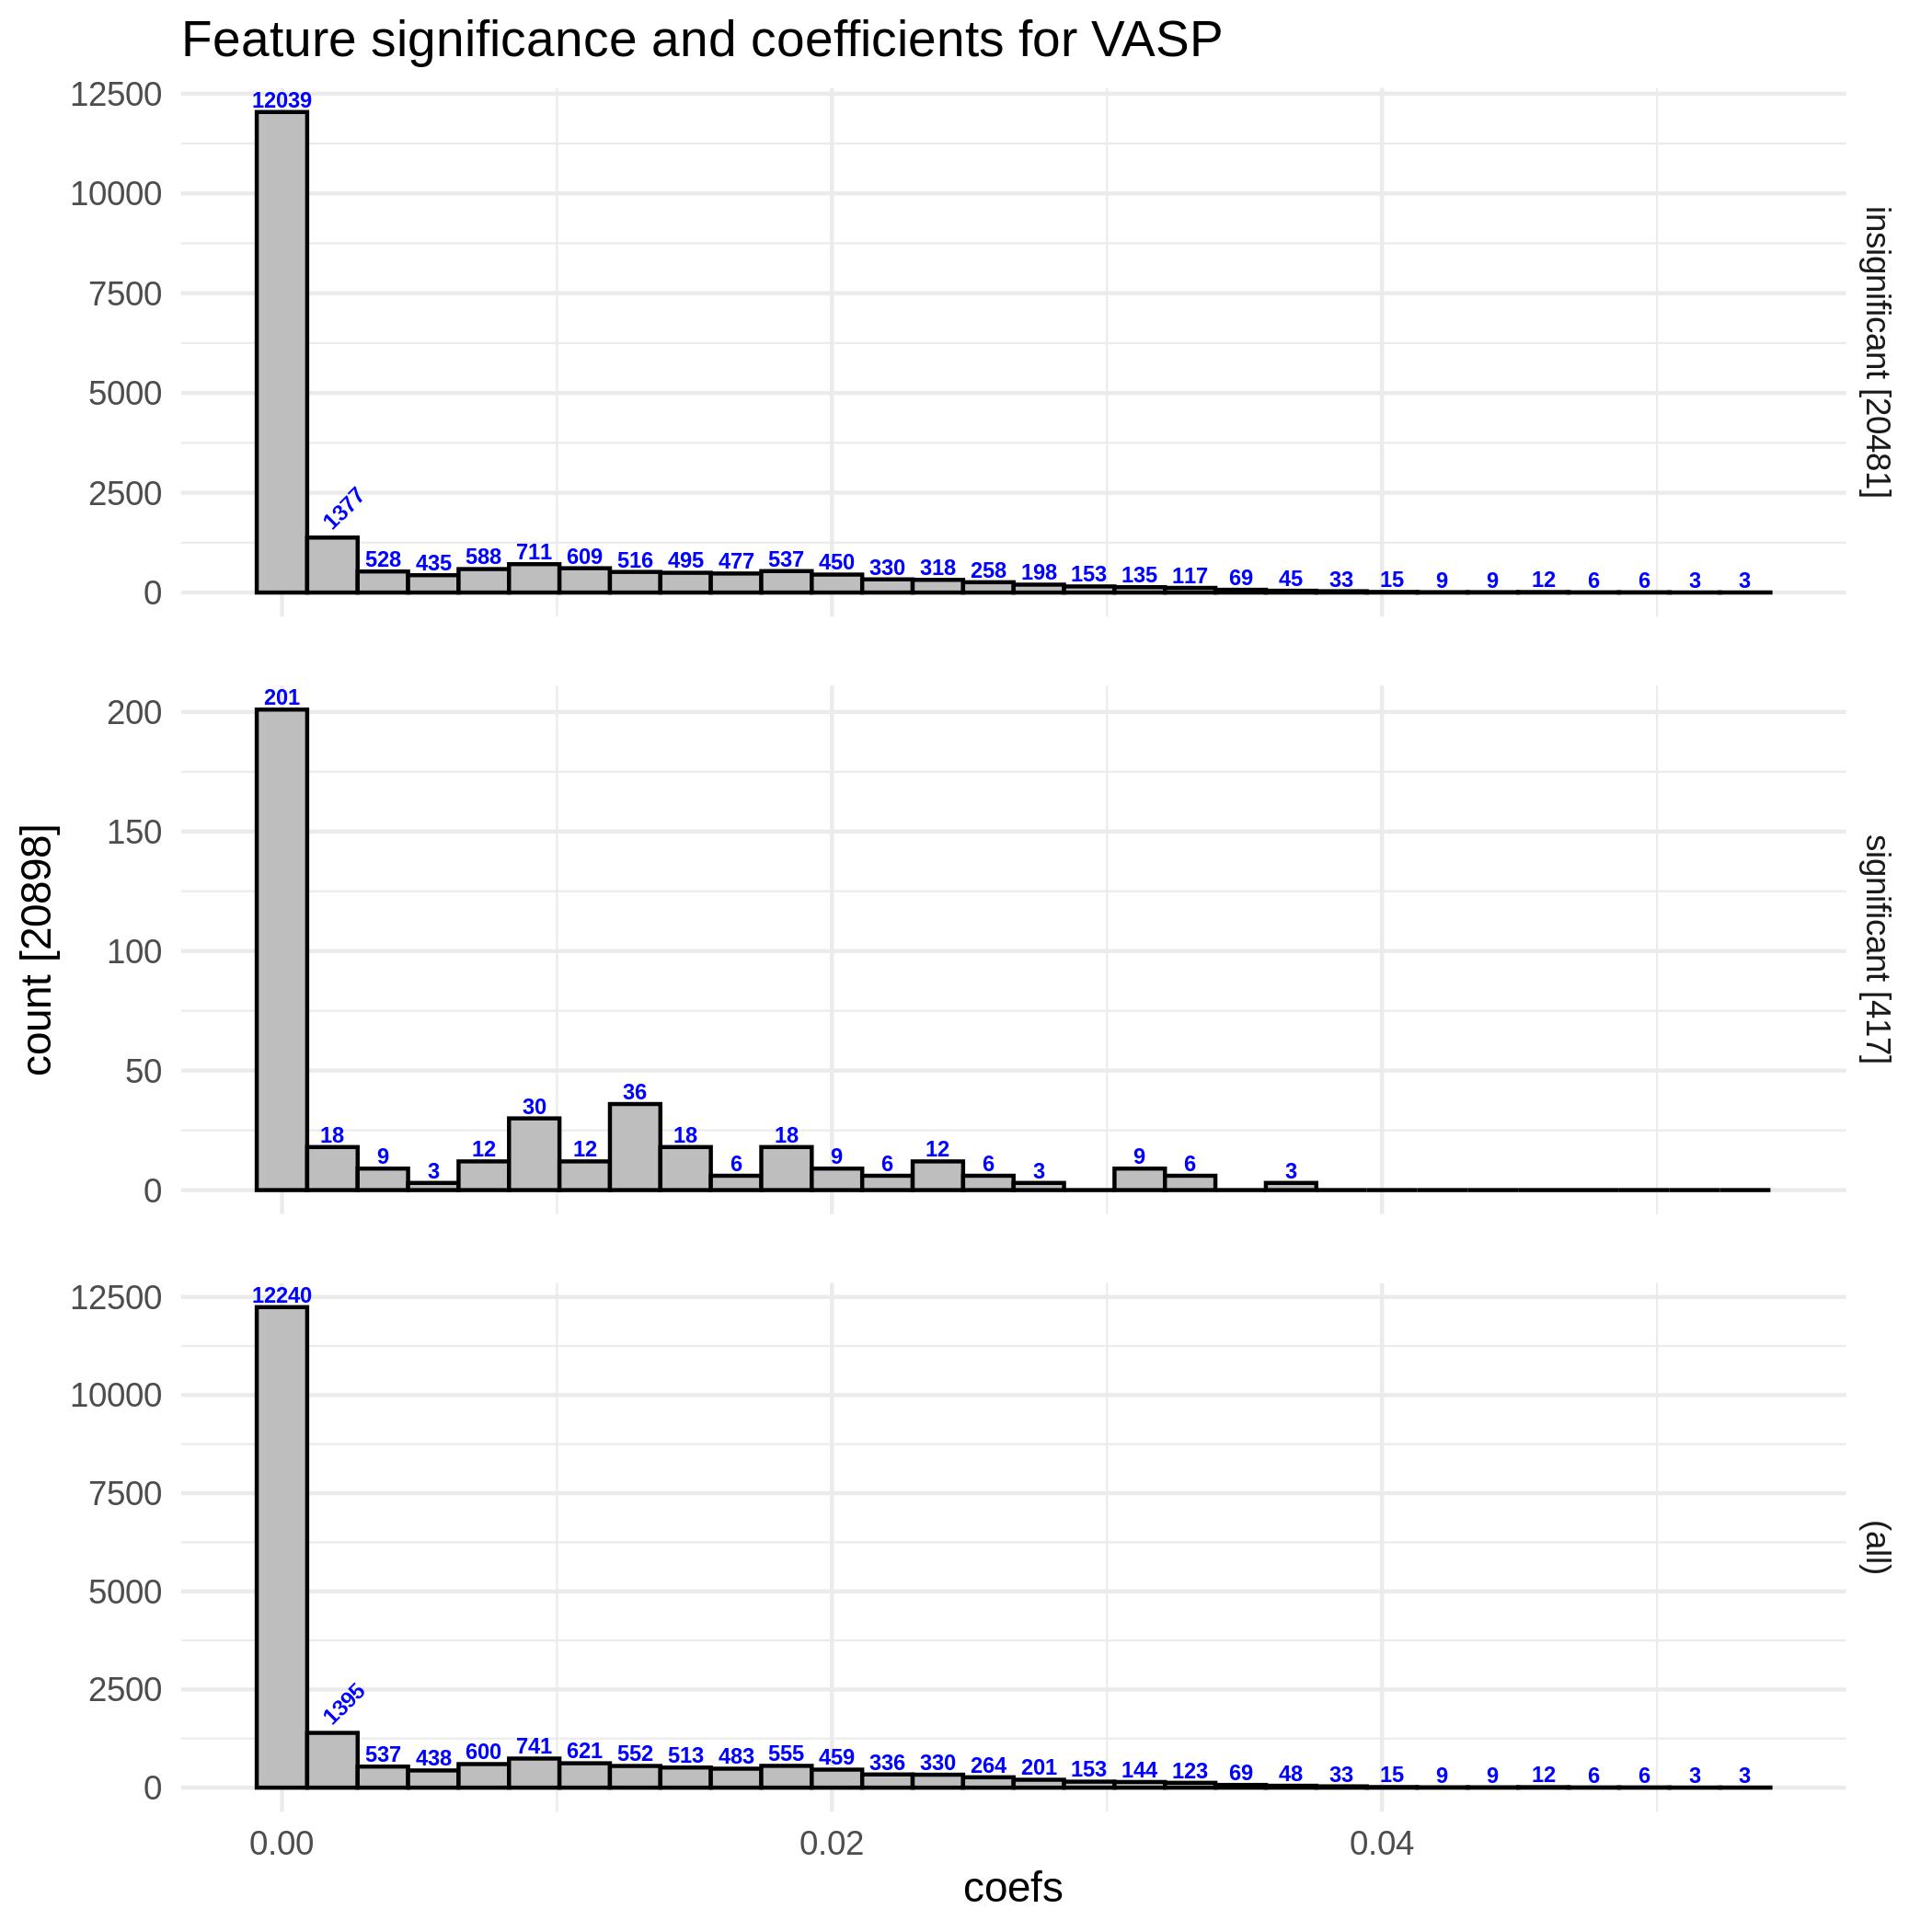 Feature significance and coefficients for VASP
12500
10000
7500
5000
2500
0
12039
1377
528 435 588 711 609 516 495 477 537 450 330 318 258 198 153 135 117 69 45 33 15 9 9 12 6 6 3 3
insignificant [20481]
count [20898]
200
150
100
50
0
201
18 9 3 12 30 12 36 18 6 18 9 6 12 6 3 9 6 3
significant [417]
12500
10000
7500
5000
2500
0
12240
1395
537 438 600 741 621 552 513 483 555 459 336 330 264 201 153 144 123 69 48 33 15 9 9 12 6 6 3 3
(all)
0.00 0.02 0.04
coefs